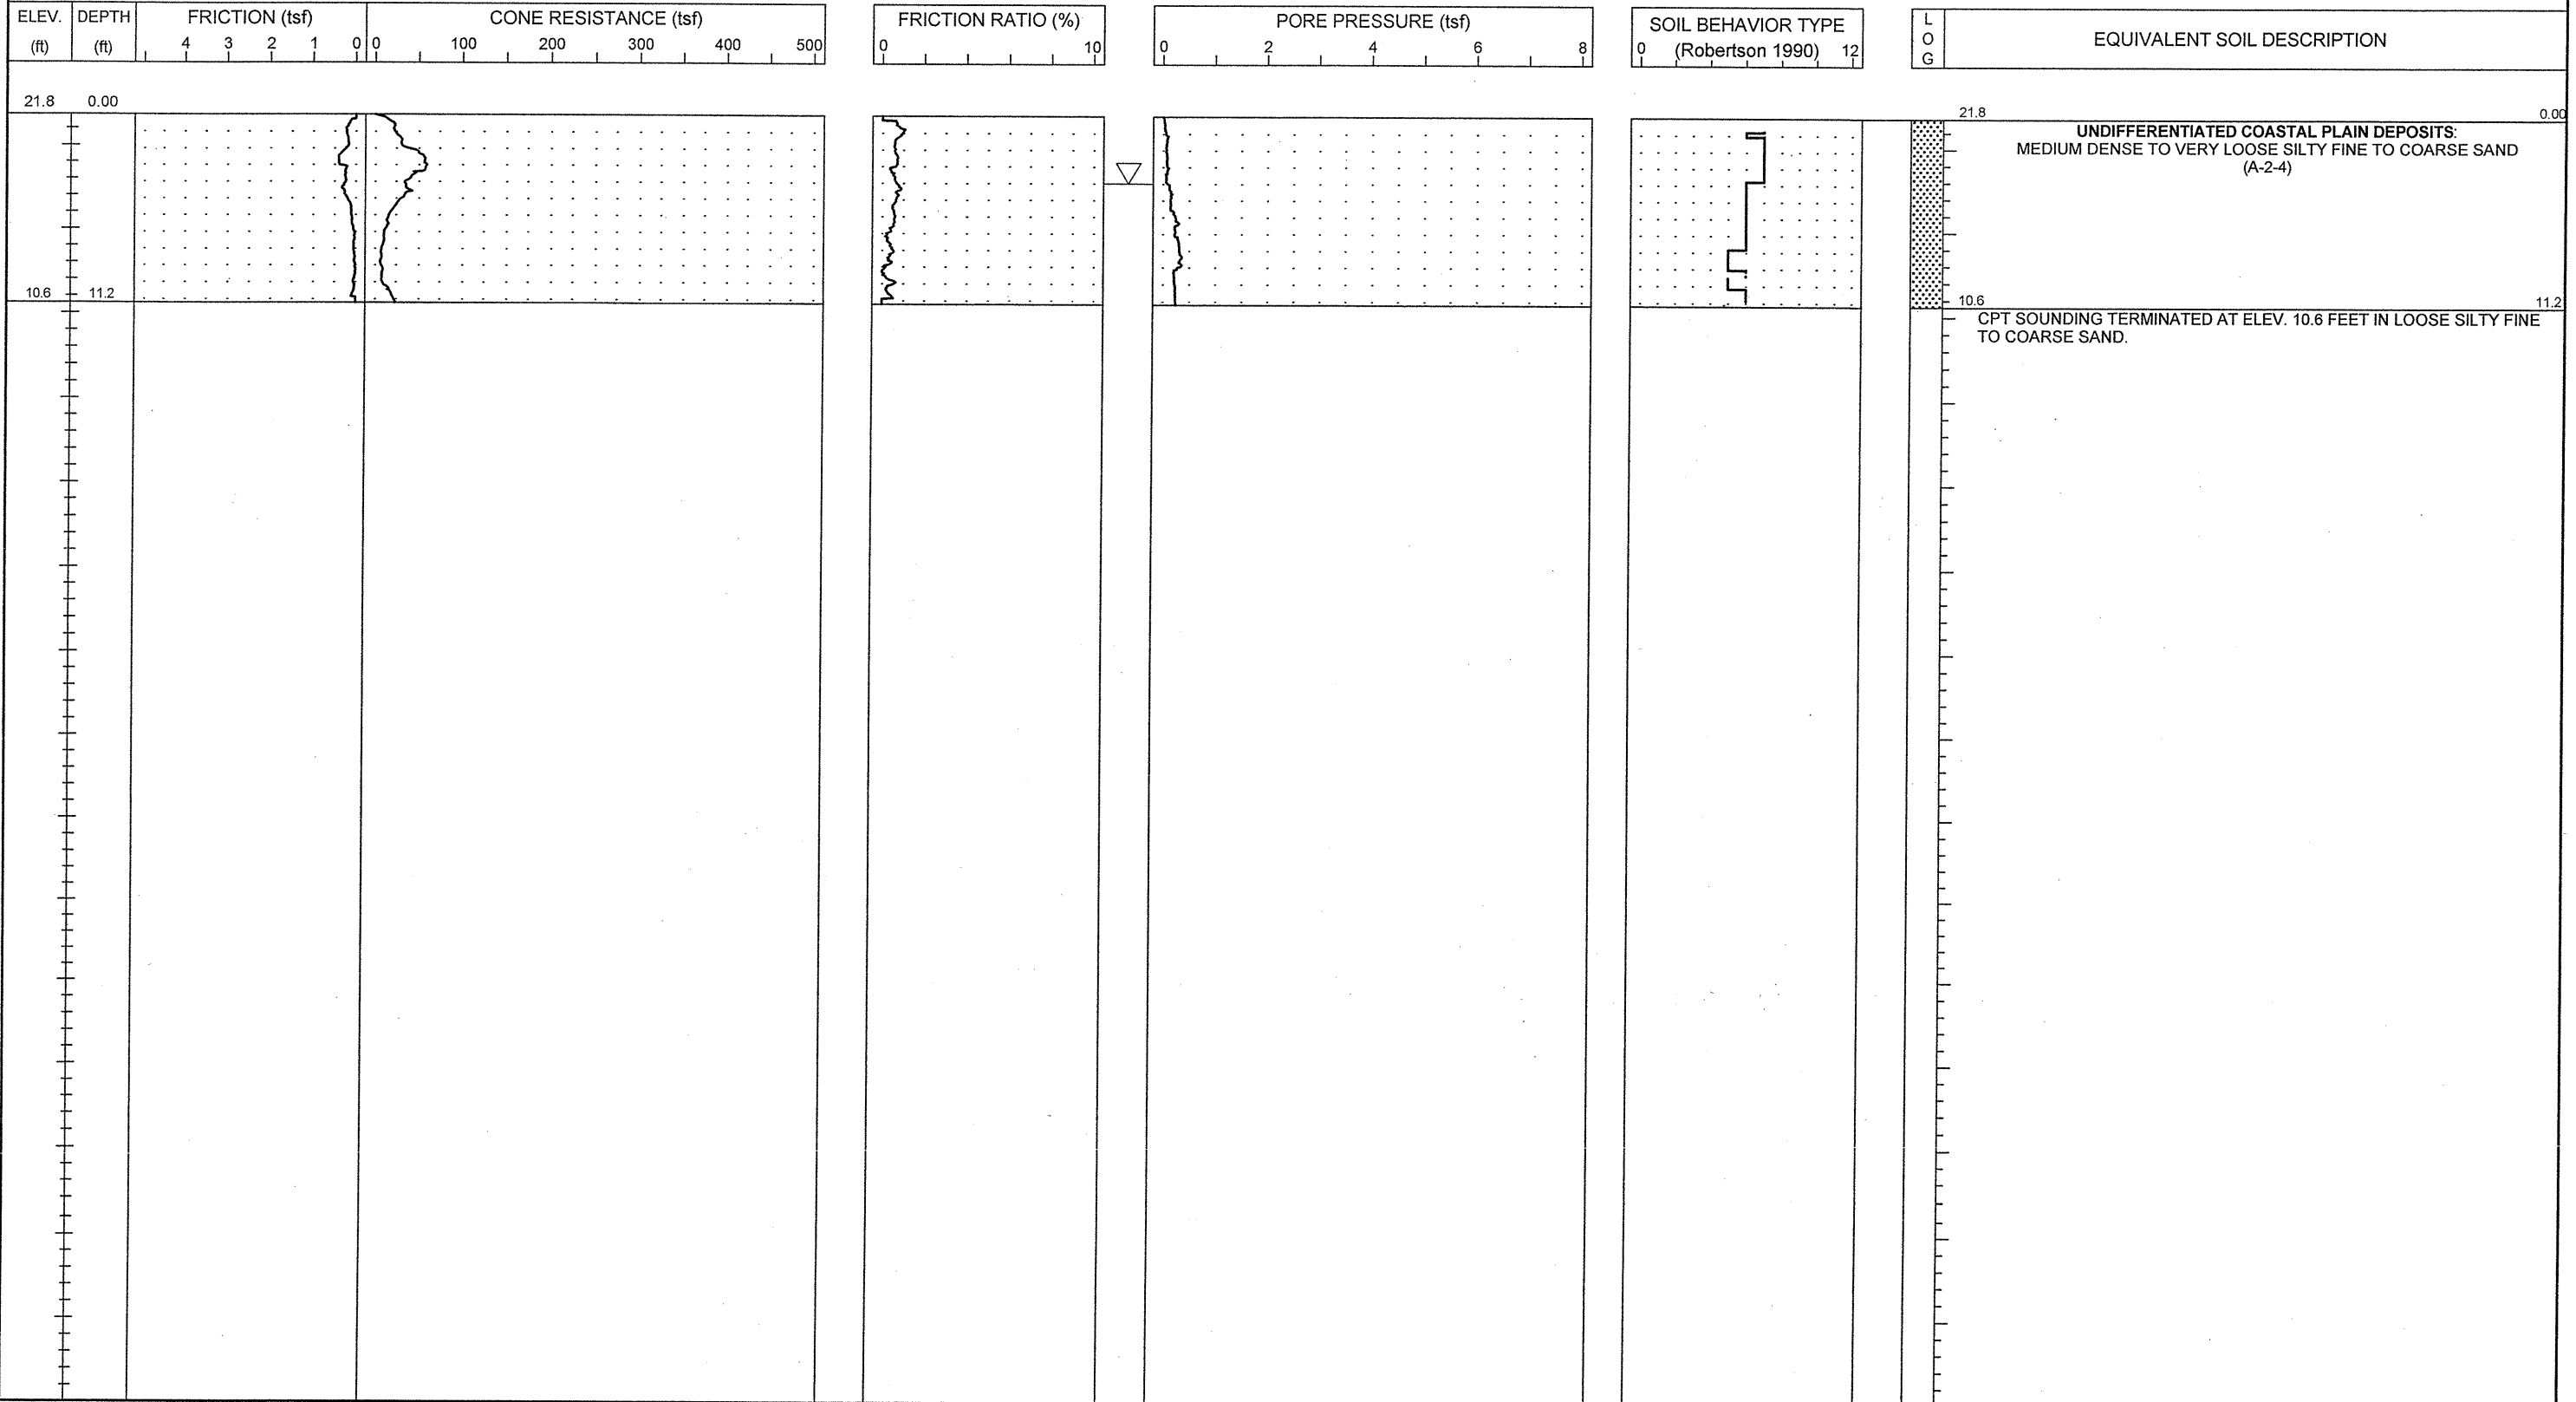 ELEV.
(ft)
DEPTH
(ft)
FRICTION (tsf)
4 3 2 1 0
CONE RESISTANCE (tsf)
0 100 200 300 400 500
FRICTION RATIO (%)
0 10
PORE PRESSURE (tsf)
0 2 4 6 8
SOIL BEHAVIOR TYPE
(Robertson 1990)
0 12
L
O
G
EQUIVALENT SOIL DESCRIPTION
21.8 0.00
21.8 0.00
UNDIFFERENTIATED COASTAL PLAIN DEPOSITS:
MEDIUM DENSE TO VERY LOOSE SILTY FINE TO COARSE SAND
(A-2-4)
10.6 11.2
10.6 11.2
CPT SOUNDING TERMINATED AT ELEV. 10.6 FEET IN LOOSE SILTY FINE
TO COARSE SAND.